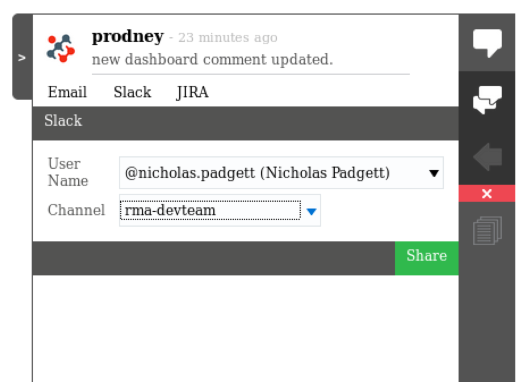 >
prodney - 23 minutes ago
new dashboard comment updated.
Email Slack JIRA
Slack
User Name @nicholas.padgett (Nicholas Padgett)
Channel rma-devteam
Share